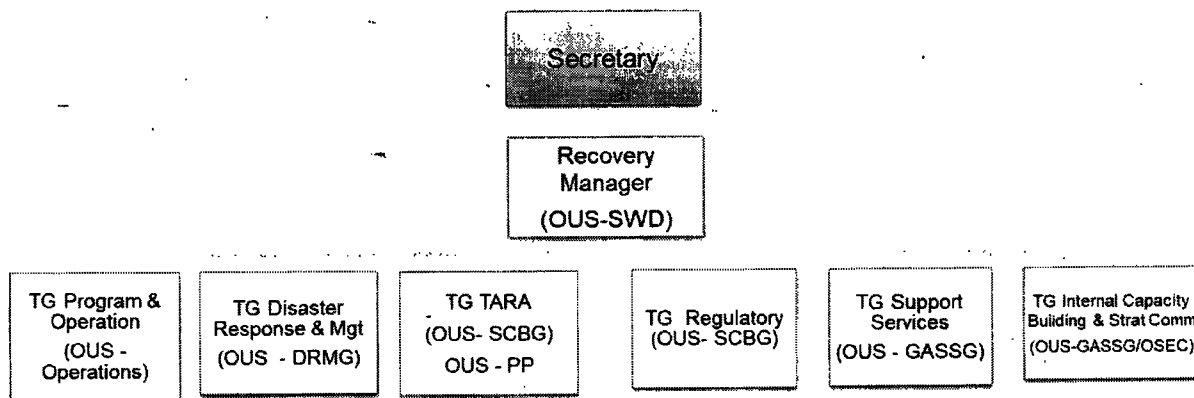 Secretary
Recovery
Manager
(OUS-SWD)
TG Program &
Operation
(OUS -
Operations)
TG Disaster
Response & Mgt
(OUS - DRMG)
TG TARA
(OUS- SCBG)
OUS - PP
TG Regulatory
(OUS- SCBG)
TG Support
Services
(OUS - GASSG)
TG Internal Capacity
Building & Strat Comm
(OUS-GASSG/OSEC)